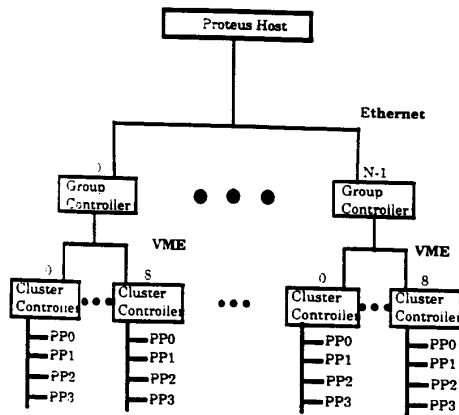 Proteus Host
Ethernet
N-1
Group
Controller
Group
Controller
VME
VME
0
8
0
8
Cluster
Controller
Cluster
Controller
Cluster
Controller
Cluster
Controller
PP0
PP1
PP2
PP3
PP0
PP1
PP2
PP3
PP0
PP1
PP2
PP3
PP0
PP1
PP2
PP3